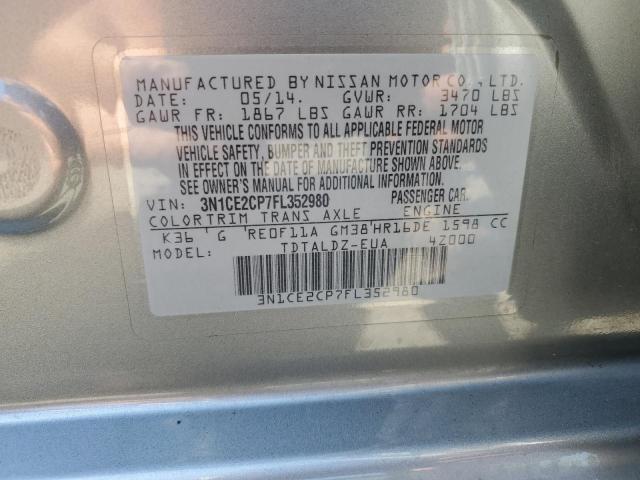 MANUFACTURED BY NISSAN MOTOR CO., LTD.
DATE: 05/14. GVWR: 3470 LBS
GAWR FR: 1867 LBS GAWR RR: 1704 LBS
THIS VEHICLE CONFORMS TO ALL APPLICABLE FEDERAL MOTOR
VEHICLE SAFETY, BUMPER AND THEFT PREVENTION STANDARDS
IN EFFECT ON THE DATE OF MANUFACTURE SHOWN ABOVE.
SEE OWNER'S MANUAL FOR ADDITIONAL INFORMATION.
VIN: 3N1CE2CP7FL352980 PASSENGER CAR.
COLOR TRIM TRANS AXLE ENGINE
K36 G RE0F11A GM38 HR16DE 1598 CC
MODEL: TDTALDZ-EUA 4Z000
3N1CE2CP7FL352980